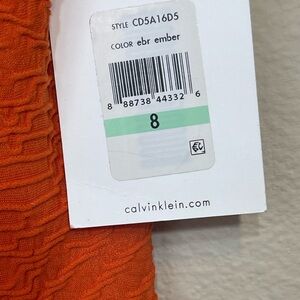 STYLE CD5A16D5
COLOR ebr ember
8 88738 44332 6
8
calvinklein.com